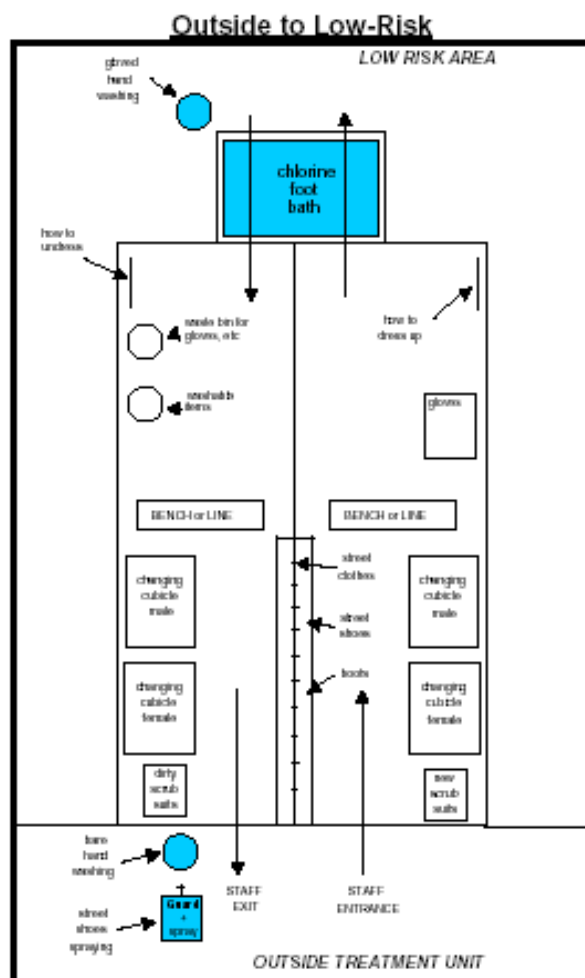 Outside to Low-Risk
LOW RISK AREA
gloved
hand
washing
chlorine
foot
bath
how to
undress
waste bin for
gloves, etc
how to
dress up
washable
items
gloves
BENCH or LINE
BENCH or LINE
street
clothes
changing
cubicle
male
changing
cubicle
male
street
shoes
boots
changing
cubicle
female
changing
cubicle
female
dirty
scrub
suits
new
scrub
suits
bare
hand
washing
STAFF
EXIT
STAFF
ENTRANCE
street
shoes
spraying
Guard
+
spray
OUTSIDE TREATMENT UNIT